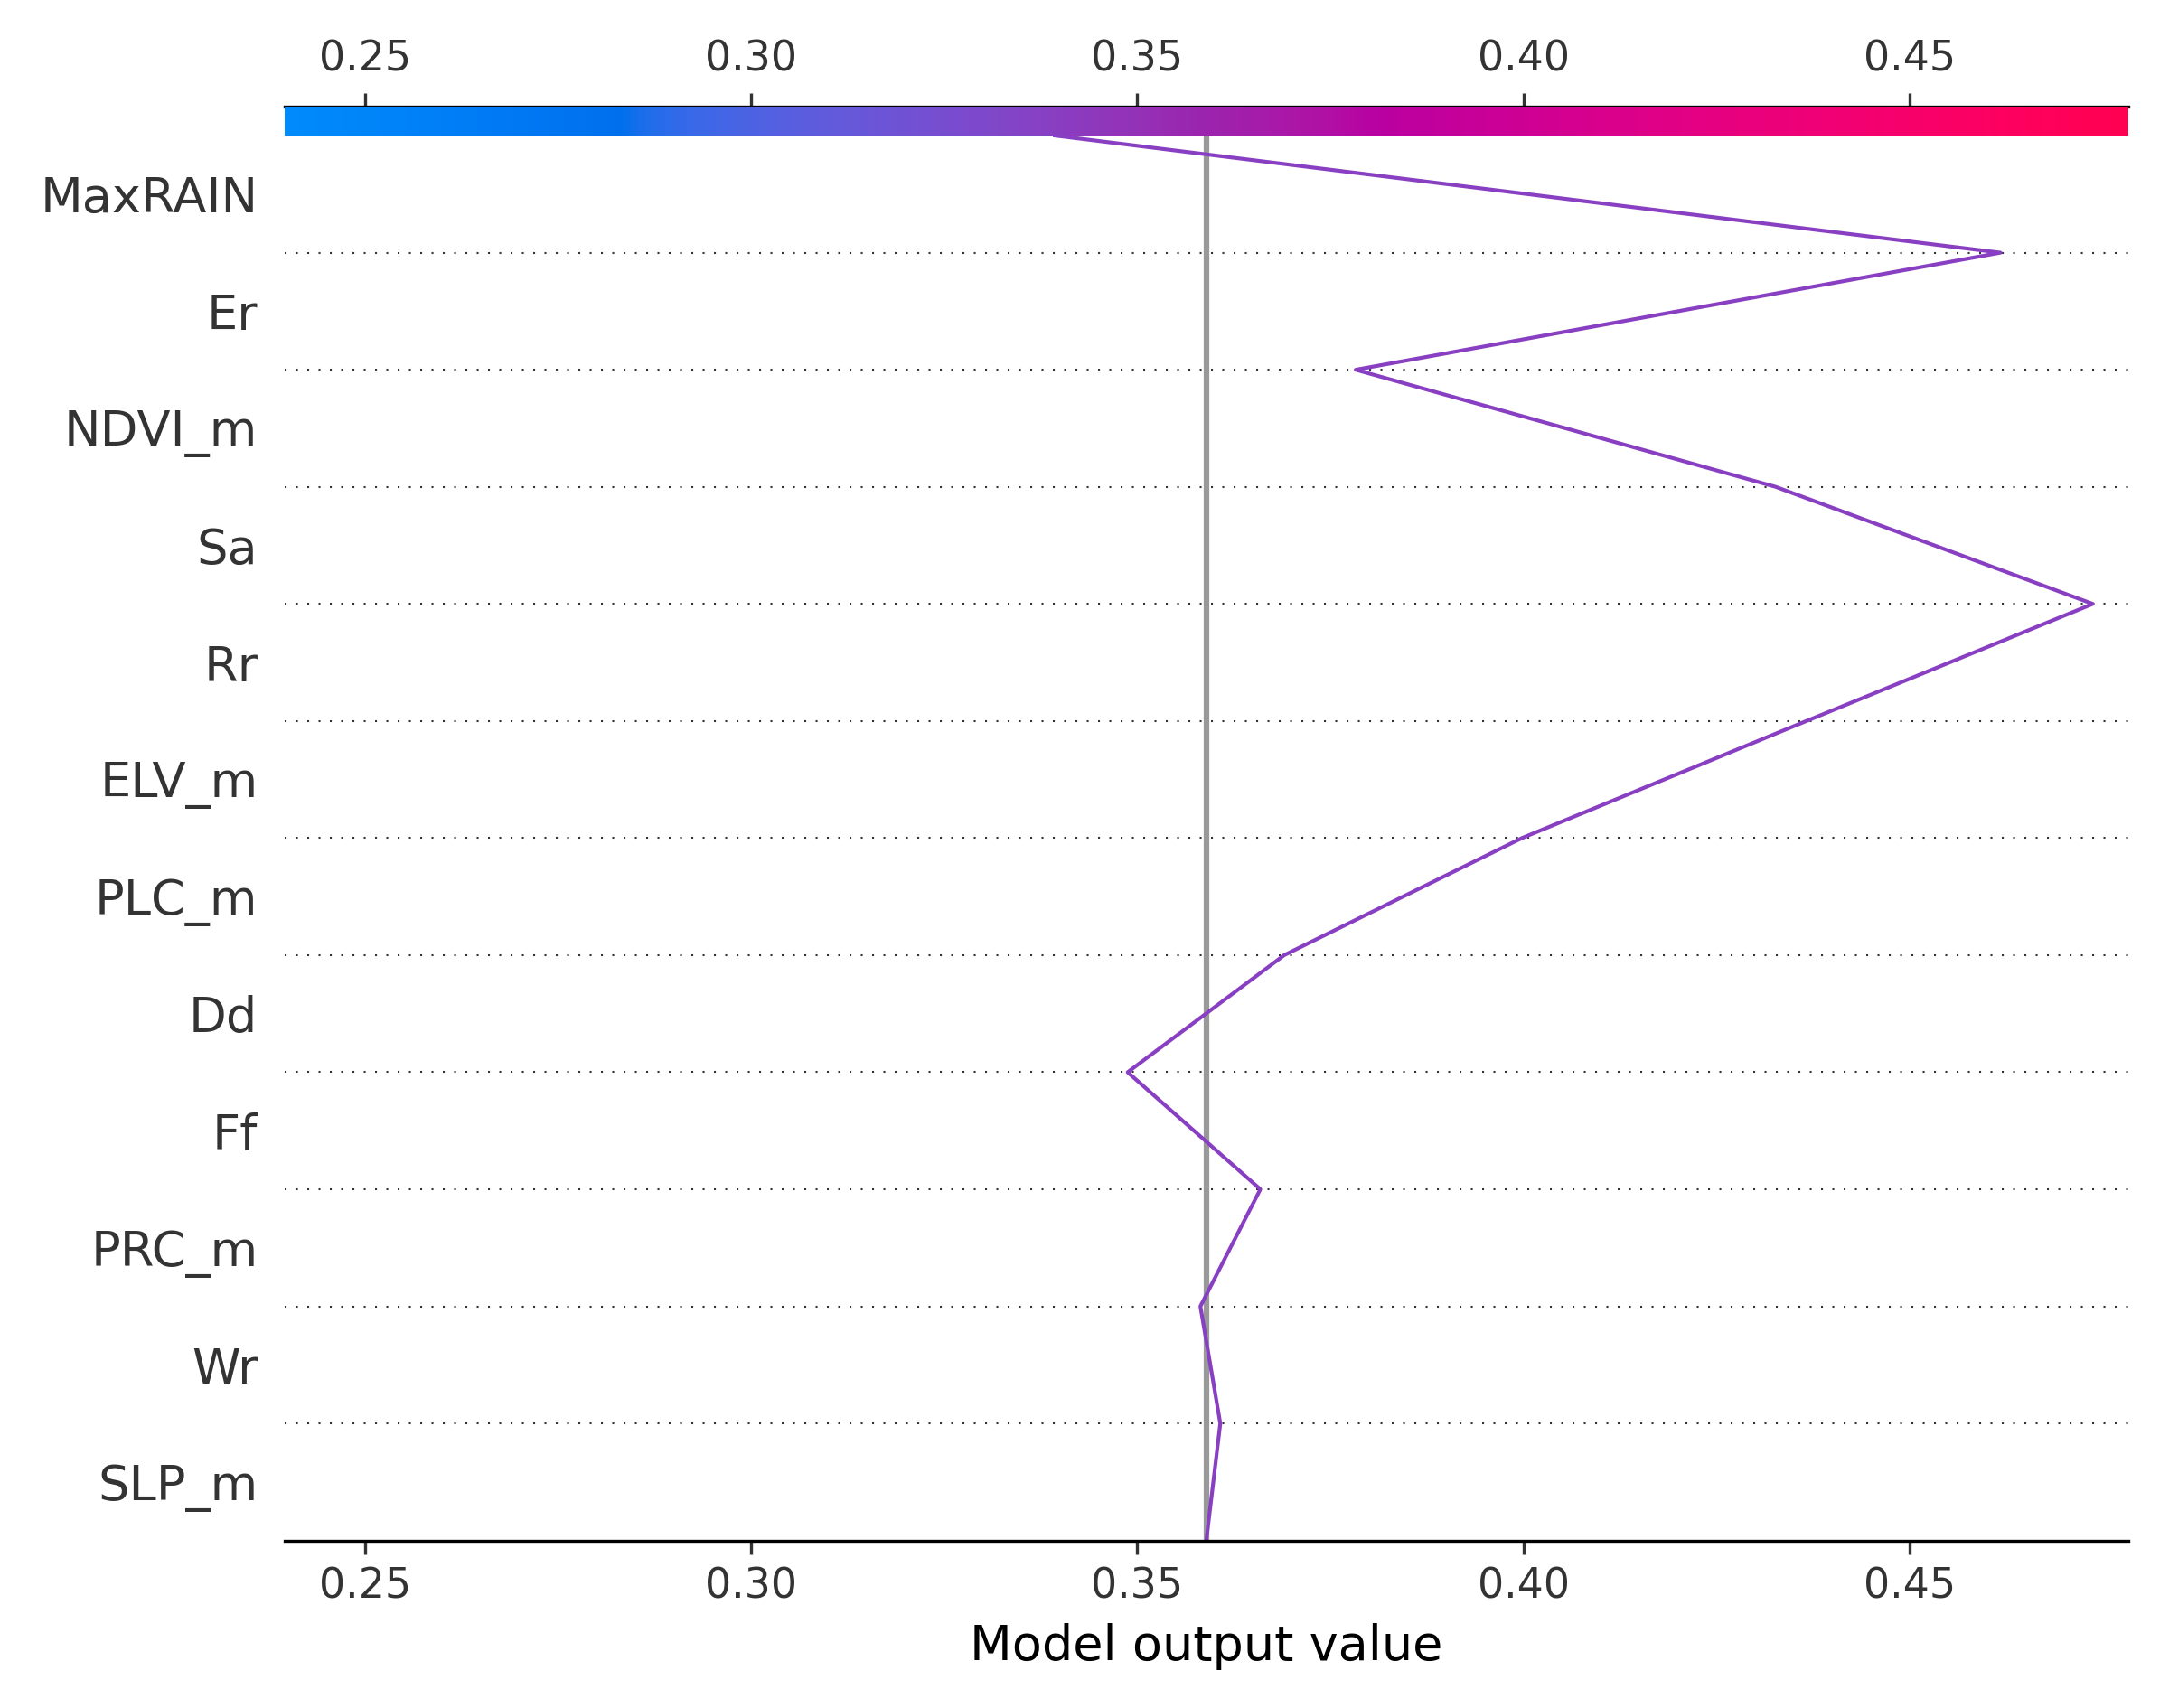 0.25 0.30 0.35 0.40 0.45
MaxRAIN
Er
NDVI_m
Sa
Rr
ELV_m
PLC_m
Dd
Ff
PRC_m
Wr
SLP_m
0.25 0.30 0.35 0.40 0.45
Model output value